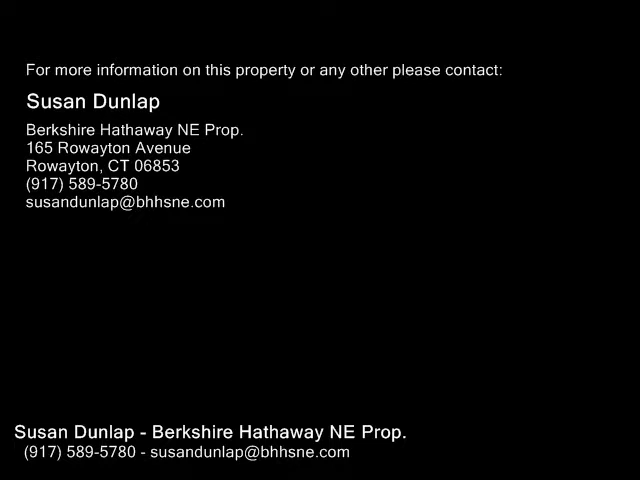 For more information on this property or any other please contact:
Susan Dunlap
Berkshire Hathaway NE Prop.
165 Rowayton Avenue
Rowayton, CT 06853
(917) 589-5780
susandunlap@bhhsne.com
Susan Dunlap - Berkshire Hathaway NE Prop.
(917) 589-5780 - susandunlap@bhhsne.com